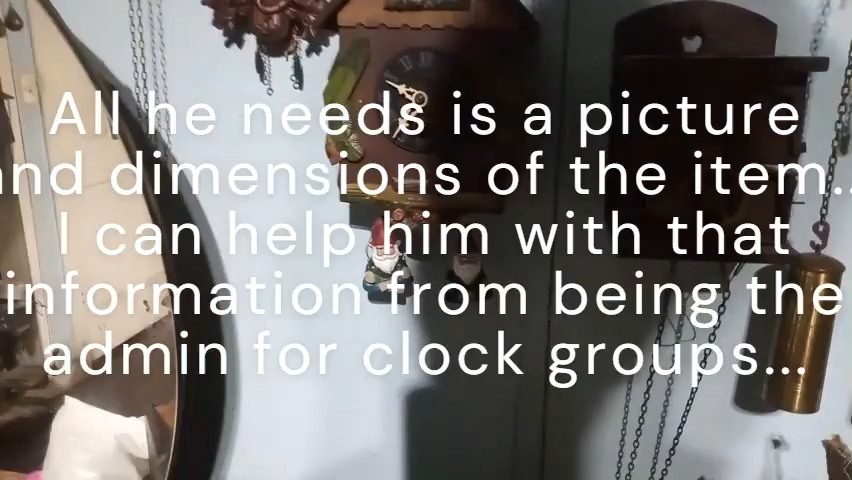 All he needs is a picture
and dimensions of the item..
I can help him with that
information from being the
admin for clock groups...